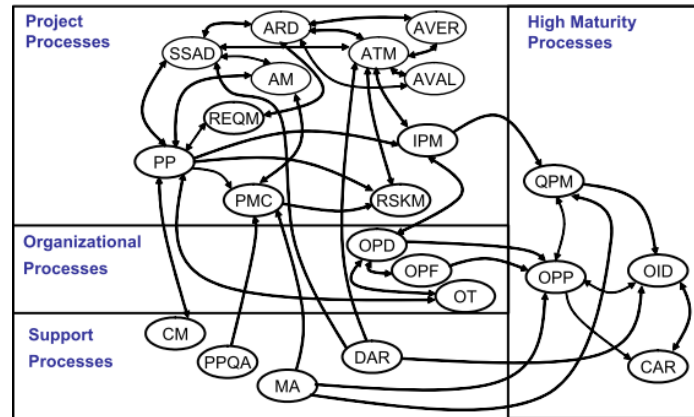 Project
Processes
ARD
AVER
High Maturity
Processes
SSAD
ATM
AM
AVAL
REQM
IPM
PP
QPM
PMC
RSKM
Organizational
Processes
OPD
OPF
OPP
OID
OT
Support
Processes
CM
PPQA
DAR
CAR
MA